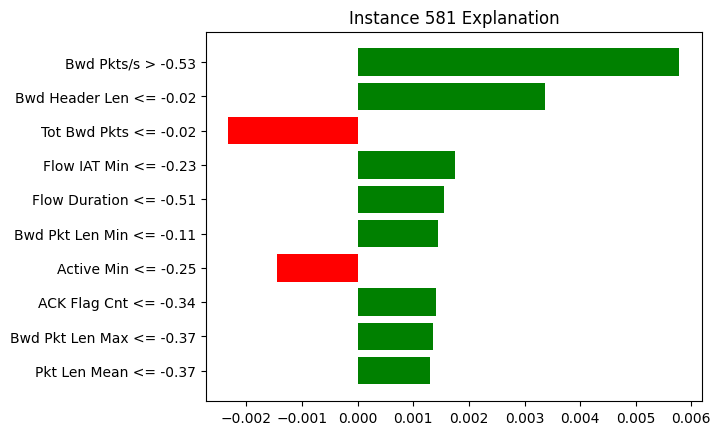 Instance 581 Explanation
Bwd Pkts/s > -0.53
Bwd Header Len <= -0.02
Tot Bwd Pkts <= -0.02
Flow IAT Min <= -0.23
Flow Duration <= -0.51
Bwd Pkt Len Min <= -0.11
Active Min <= -0.25
ACK Flag Cnt <= -0.34
Bwd Pkt Len Max <= -0.37
Pkt Len Mean <= -0.37
−0.002 −0.001 0.000 0.001 0.002 0.003 0.004 0.005 0.006